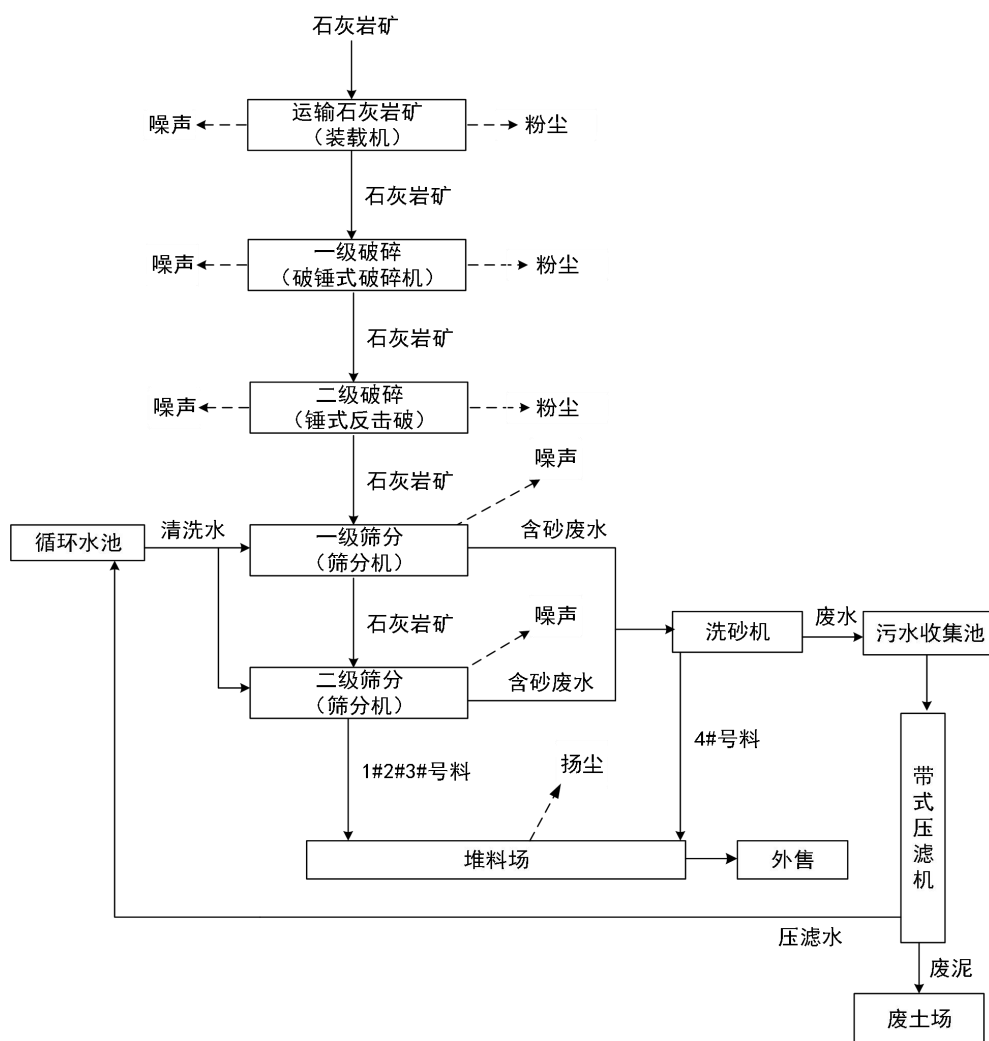 石灰岩矿
噪声
运输石灰岩矿
（装载机）
粉尘
石灰岩矿
噪声
一级破碎
（破锤式破碎机）
粉尘
石灰岩矿
噪声
二级破碎
（锤式反击破）
粉尘
石灰岩矿
噪声
循环水池
清洗水
一级筛分
（筛分机）
含砂废水
石灰岩矿
噪声
洗砂机
废水
污水收集池
二级筛分
（筛分机）
含砂废水
1#2#3#号料
扬尘
4#号料
带式压滤机
堆料场
外售
压滤水
废泥
废土场